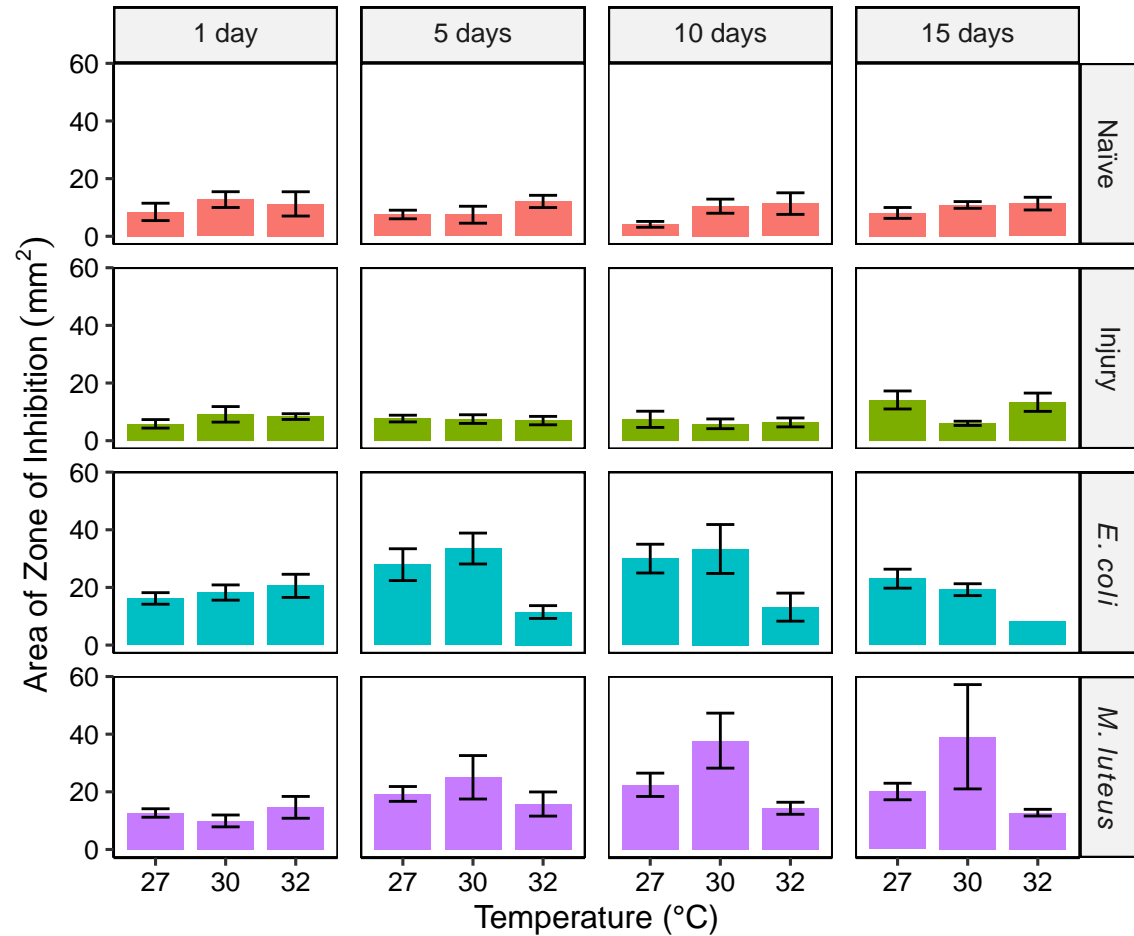 1 day 5 days 10 days 15 days
Area of Zone of Inhibition (mm²)
60
40
20
0
Naïve
60
40
20
0
Injury
60
40
20
0
E. coli
60
40
20
0
M. luteus
27 30 32 27 30 32 27 30 32 27 30 32
Temperature (°C)